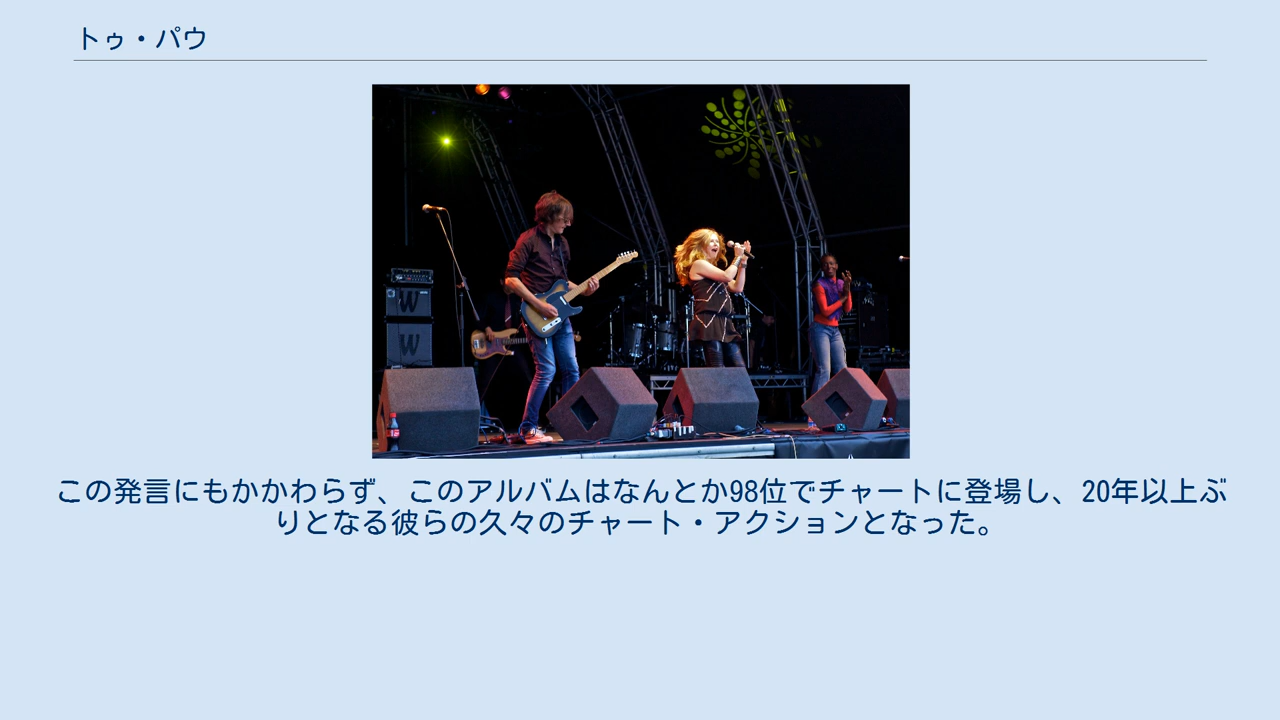 トゥ・パウ
この発言にもかかわらず、このアルバムはなんとか98位でチャートに登場し、20年以上ぶ
りとなる彼らの久々のチャート・アクションとなった。